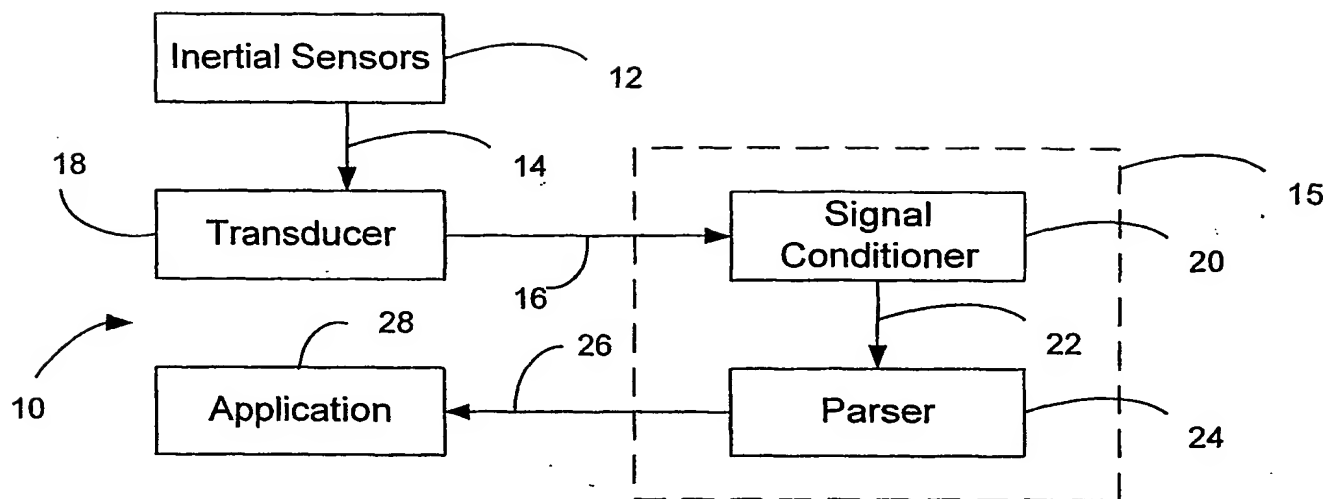 Inertial Sensors
12
14
18
Transducer
16
Signal
Conditioner
15
20
10
28
26
22
Application
Parser
24